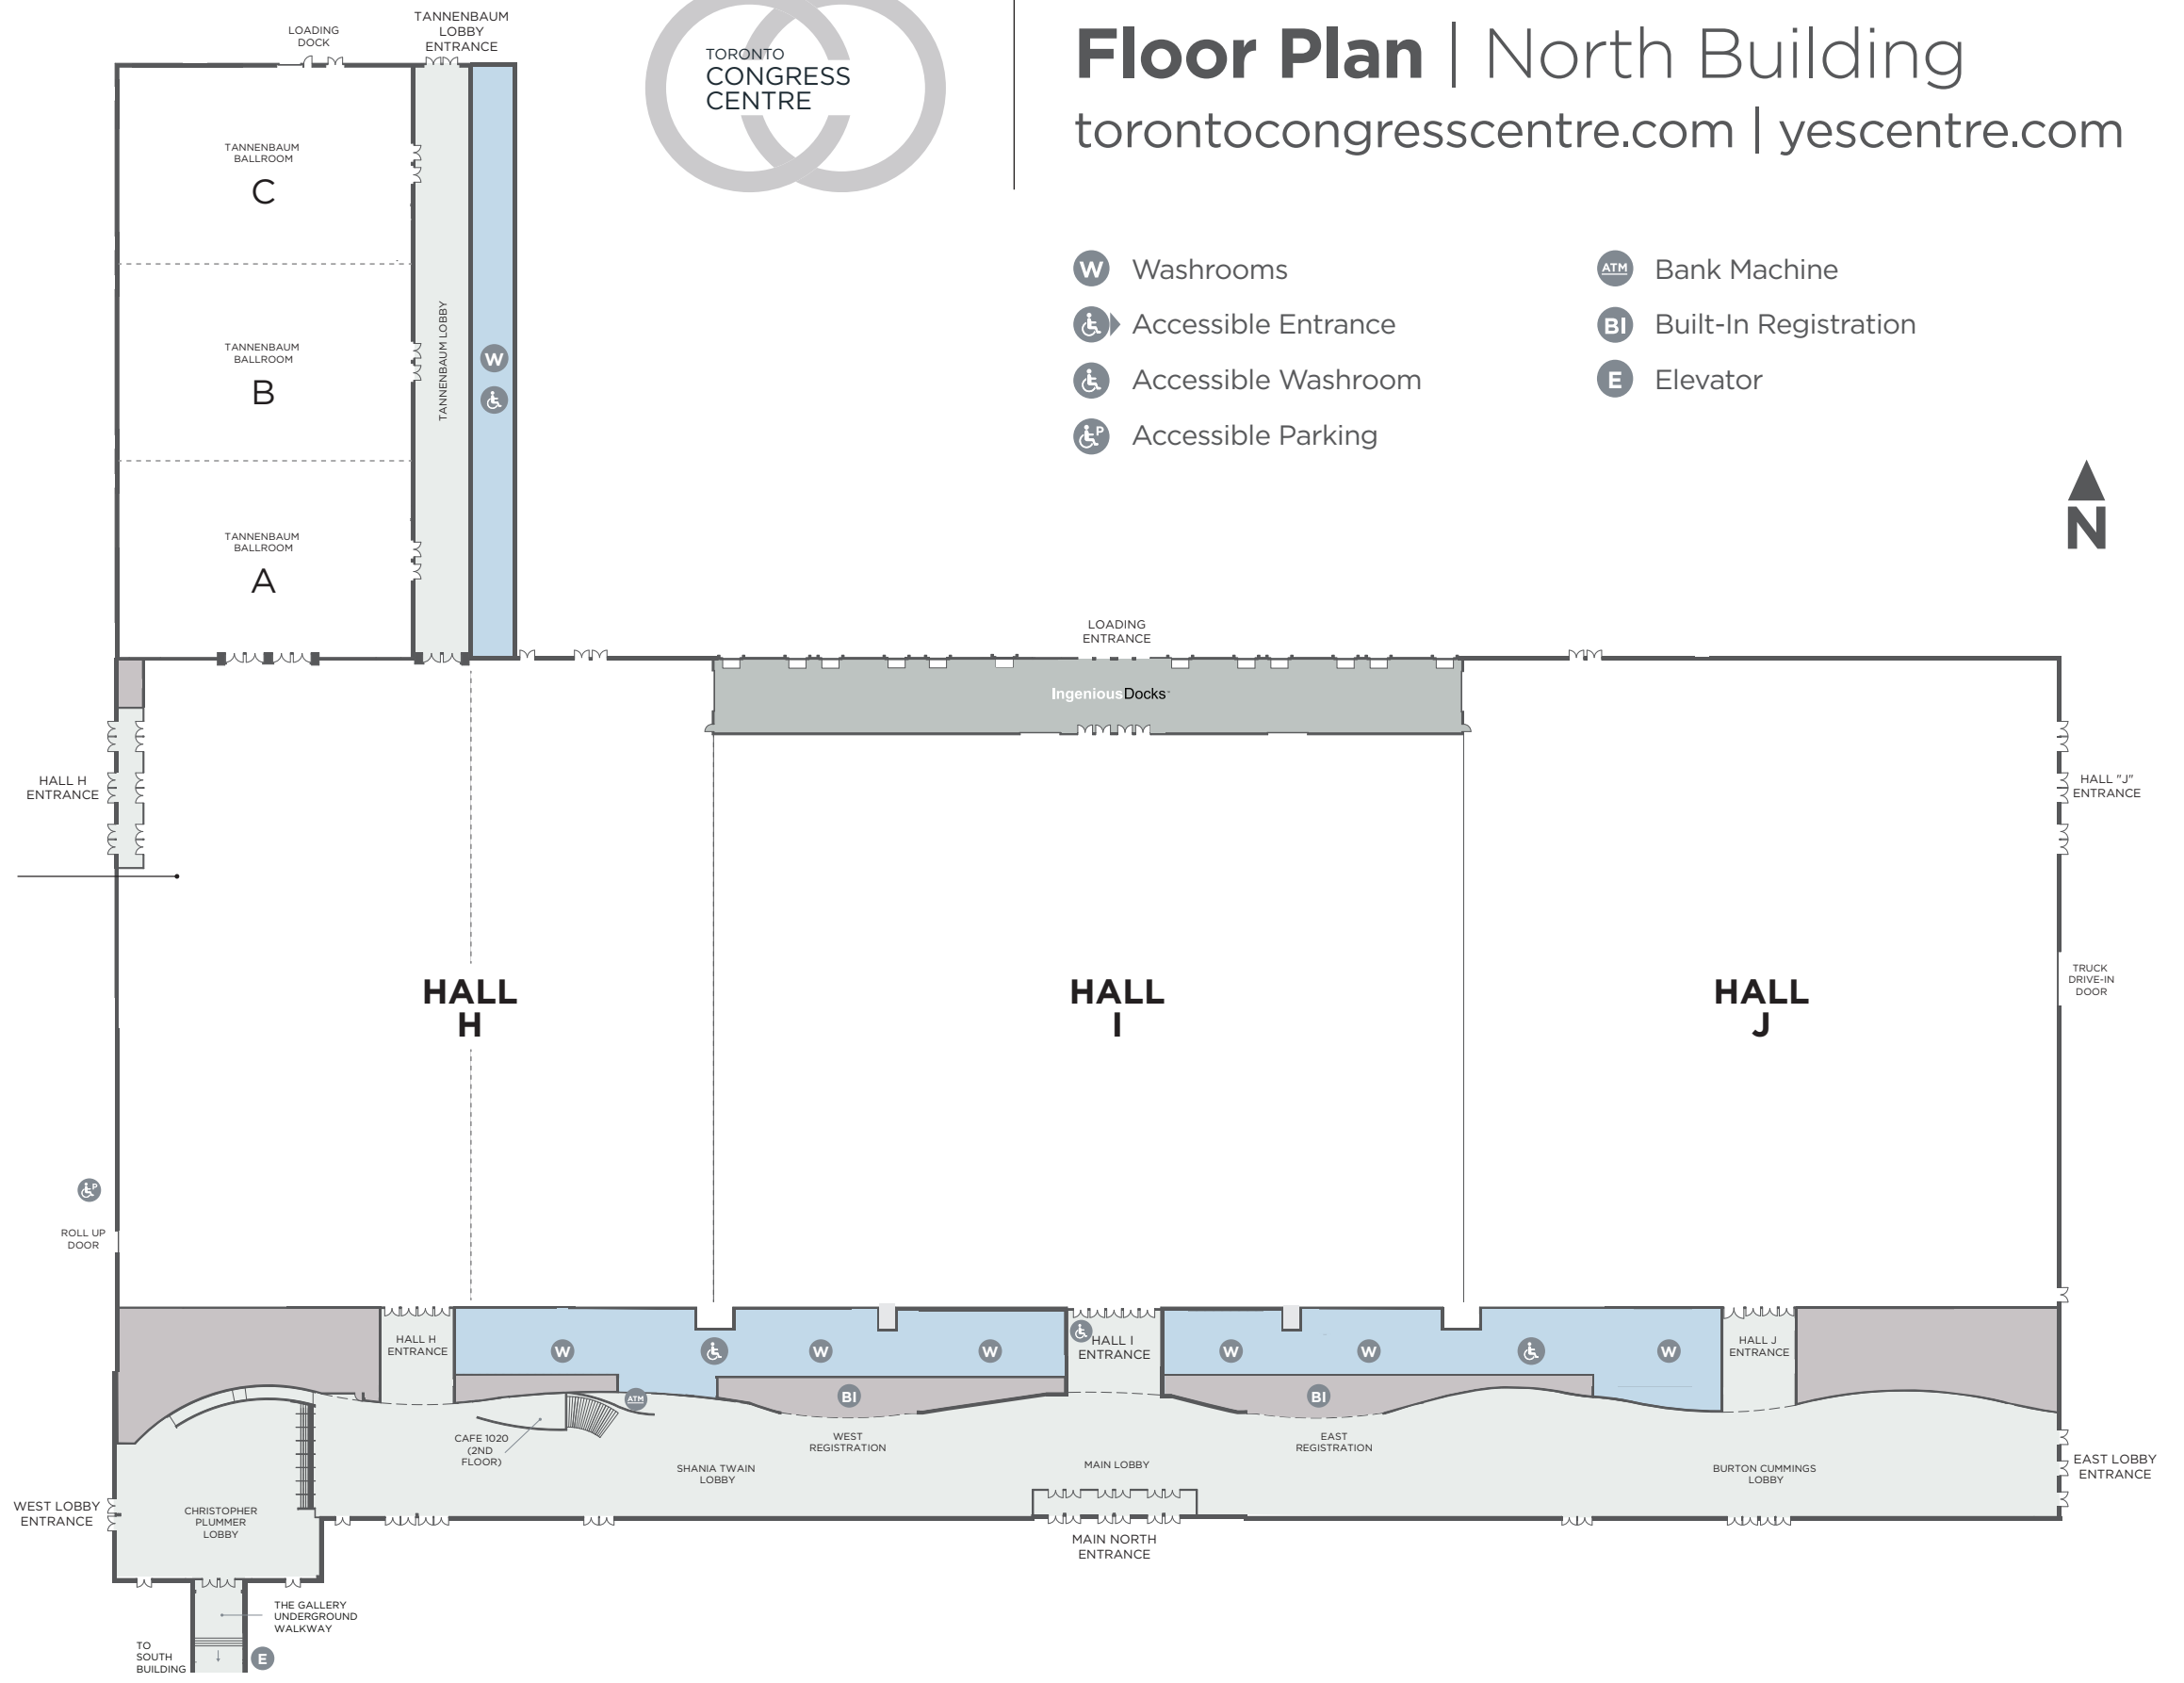 TORONTO
CONGRESS
CENTRE
Floor Plan | North Building
torontocongresscentre.com | yescentre.com
W Washrooms
Accessible Entrance
Accessible Washroom
P Accessible Parking
ATM Bank Machine
BI Built-In Registration
E Elevator
N
LOADING
DOCK
TANNENBAUM
LOBBY
ENTRANCE
TANNENBAUM
BALLROOM
C
TANNENBAUM
BALLROOM
B
TANNENBAUM
BALLROOM
A
TANNENBAUM LOBBY
W
LOADING
ENTRANCE
IngeniousDocks
HALL H
ENTRANCE
HALL "J"
ENTRANCE
TRUCK
DRIVE-IN
DOOR
HALL
H
HALL
I
HALL
J
P
ROLL UP
DOOR
HALL H
ENTRANCE
W
W
W
HALL I
ENTRANCE
W
W
W
HALL J
ENTRANCE
ATM
BI
BI
CAFE 1020
(2ND
FLOOR)
WEST
REGISTRATION
EAST
REGISTRATION
SHANIA TWAIN
LOBBY
MAIN LOBBY
BURTON CUMMINGS
LOBBY
EAST LOBBY
ENTRANCE
WEST LOBBY
ENTRANCE
CHRISTOPHER
PLUMMER
LOBBY
MAIN NORTH
ENTRANCE
THE GALLERY
UNDERGROUND
WALKWAY
TO
SOUTH
BUILDING
E